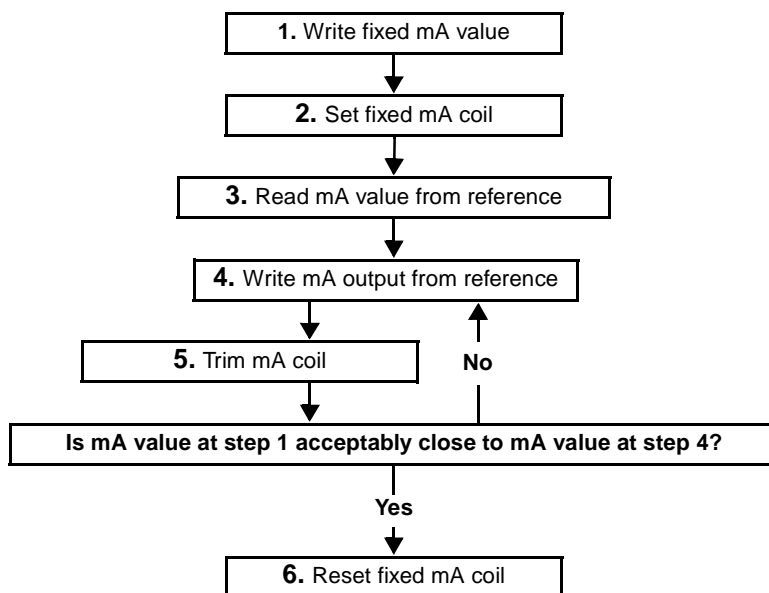 1. Write fixed mA value
2. Set fixed mA coil
3. Read mA value from reference
4. Write mA output from reference
5. Trim mA coil
No
Is mA value at step 1 acceptably close to mA value at step 4?
Yes
6. Reset fixed mA coil